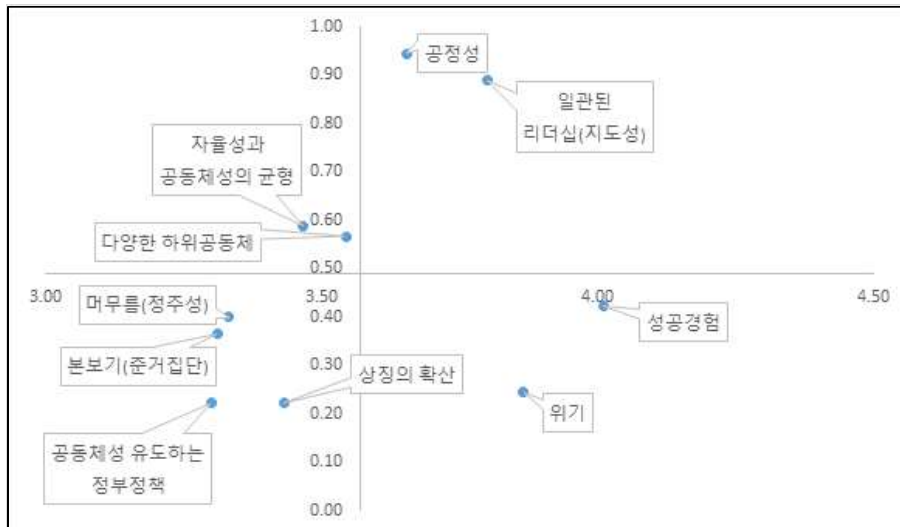 1.00
공정성
0.90
일관된
리더십(지도성)
0.80
자율성과
공동체성의 균형
0.70
0.60
다양한 하위공동체
0.50
3.00
3.50
4.00
4.50
머무름(정주성)
0.40
성공경험
본보기(준거집단)
0.30
상징의 확산
위기
0.20
공동체성 유도하는
정부정책
0.10
0.00